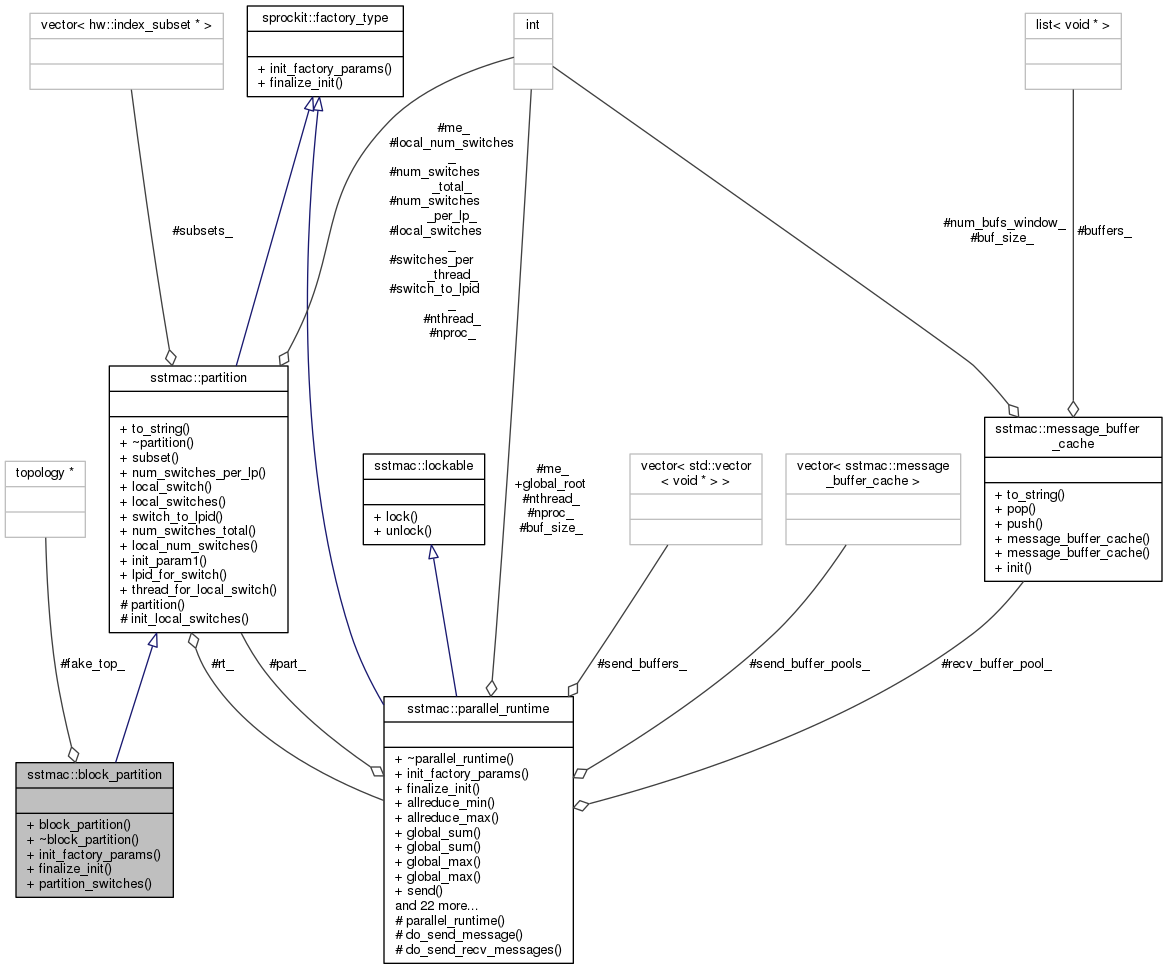 vector< hw::index_subset * >
sprockit::factory_type
+ init_factory_params()
+ finalize_init()
int
list< void * >
#subsets_
#me_
#local_num_switches
_
#num_switches
_total_
#num_switches
_per_lp_
#local_switches
_
#switches_per
_thread_
#switch_to_lpid
_
#nthread_
#nproc_
#num_bufs_window_
#buf_size_
#buffers_
sstmac::partition
+ to_string()
+ ~partition()
+ subset()
+ num_switches_per_lp()
+ local_switch()
+ local_switches()
+ switch_to_lpid()
+ num_switches_total()
+ local_num_switches()
+ init_param1()
+ lpid_for_switch()
+ thread_for_local_switch()
# partition()
# init_local_switches()
sstmac::message_buffer
_cache
+ to_string()
+ pop()
+ push()
+ message_buffer_cache()
+ message_buffer_cache()
+ init()
topology *
sstmac::lockable
+ lock()
+ unlock()
#me_
+global_root
#nthread_
#nproc_
#buf_size_
vector< std::vector
< void * > >
vector< sstmac::message
_buffer_cache >
#fake_top_
#rt_
#part_
#send_buffers_
#send_buffer_pools_
#recv_buffer_pool_
sstmac::block_partition
+ block_partition()
+ ~block_partition()
+ init_factory_params()
+ finalize_init()
+ partition_switches()
sstmac::parallel_runtime
+ ~parallel_runtime()
+ init_factory_params()
+ finalize_init()
+ allreduce_min()
+ allreduce_max()
+ global_sum()
+ global_sum()
+ global_max()
+ global_max()
+ send()
and 22 more...
# parallel_runtime()
# do_send_message()
# do_send_recv_messages()